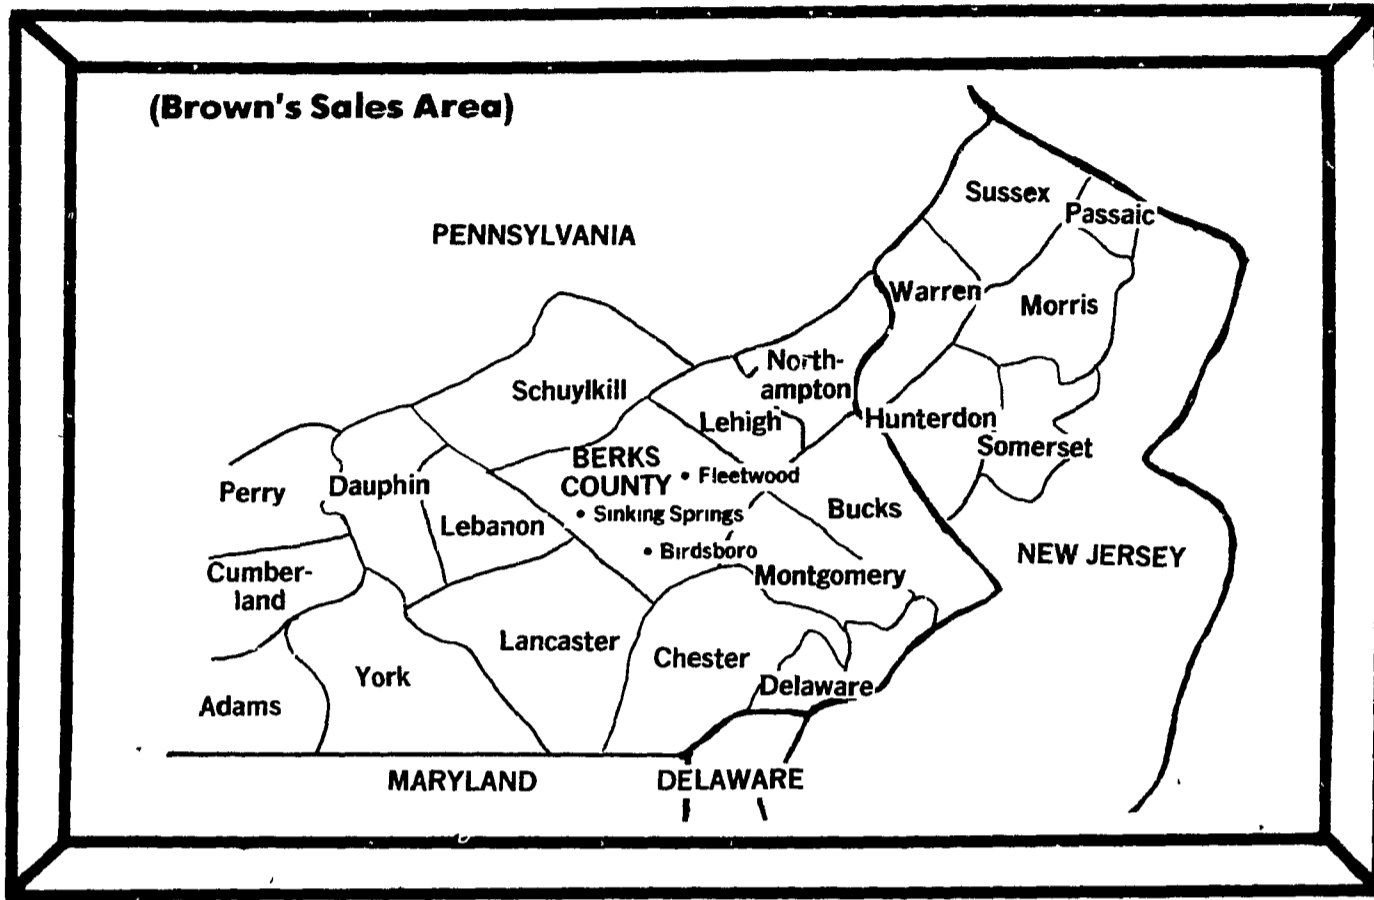 (Brown's Sales Area)
Sussex
Passaic
PENNSYLVANIA
Warren
Morris
North-
ampton
Schuylkill
Lehigh
Hunterdon
Somerset
BERKS
COUNTY
• Fleetwood
Perry
Dauphin
Bucks
• Sinking Springs
Lebanon
• Birdsboro
NEW JERSEY
Cumber-
land
Montgomery
Lancaster
Chester
York
Delaware
Adams
MARYLAND
DELAWARE